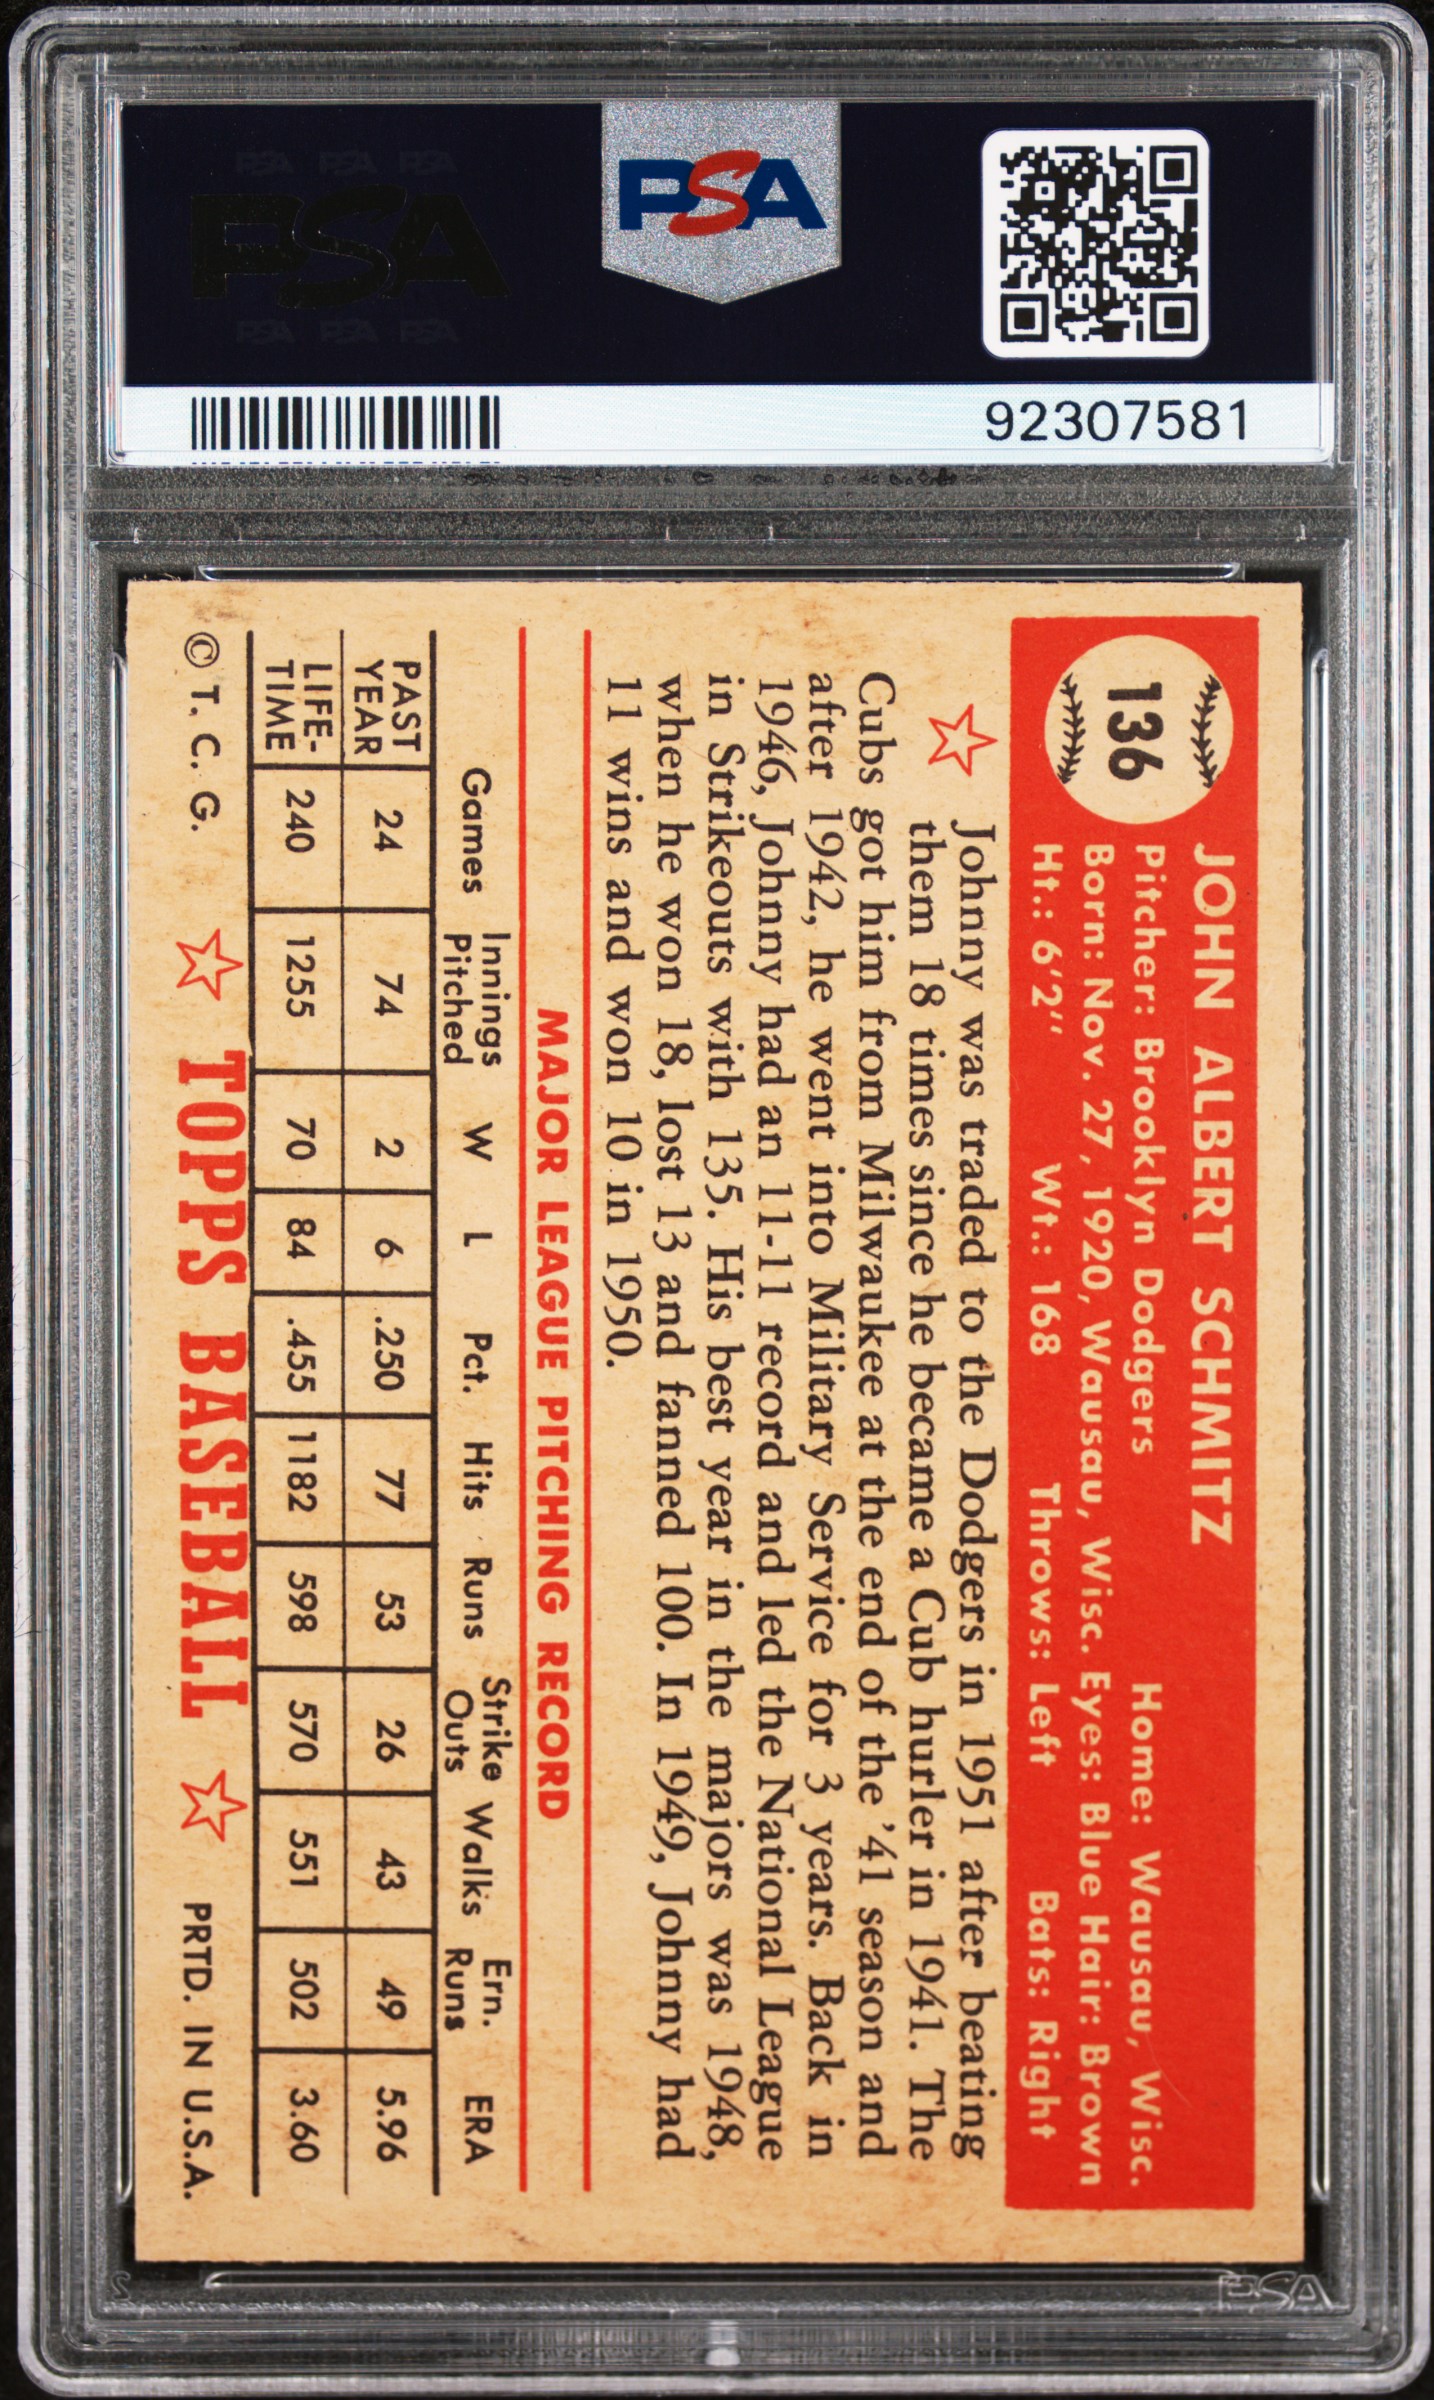 PSA PSA PSA
PSA
PSA PSA PSA
PSA
92307581
136
JOHN ALBERT SCHMITZ
Pitcher: Brooklyn Dodgers Home: Wausau, Wisc.
Born: Nov. 27, 1920, Wausau, Wisc. Eyes: Blue Hair: Brown
Ht.: 6'2" Wt.: 168 Throws: Left Bats: Right
Johnny was traded to the Dodgers in 1951 after beating
them 18 times since he became a Cub hurler in 1941. The
Cubs got him from Milwaukee at the end of the '41 season and
after 1942, he went into Military Service for 3 years. Back in
1946, Johnny had an 11-11 record and led the National League
in Strikeouts with 135. His best year in the majors was 1948,
when he won 18, lost 13 and fanned 100. In 1949, Johnny had
11 wins and won 10 in 1950.
MAJOR LEAGUE PITCHING RECORD
Games Innings Pitched W L Pct. Hits Runs Strike Outs Walks Ern. Runs ERA
PAST YEAR 24 74 2 6 .250 77 53 26 43 49 5.96
LIFE-TIME 240 1255 70 84 .455 1182 598 570 551 502 3.60
© T. C. G. TOPPS BASEBALL PRTD. IN U.S.A.
PSA